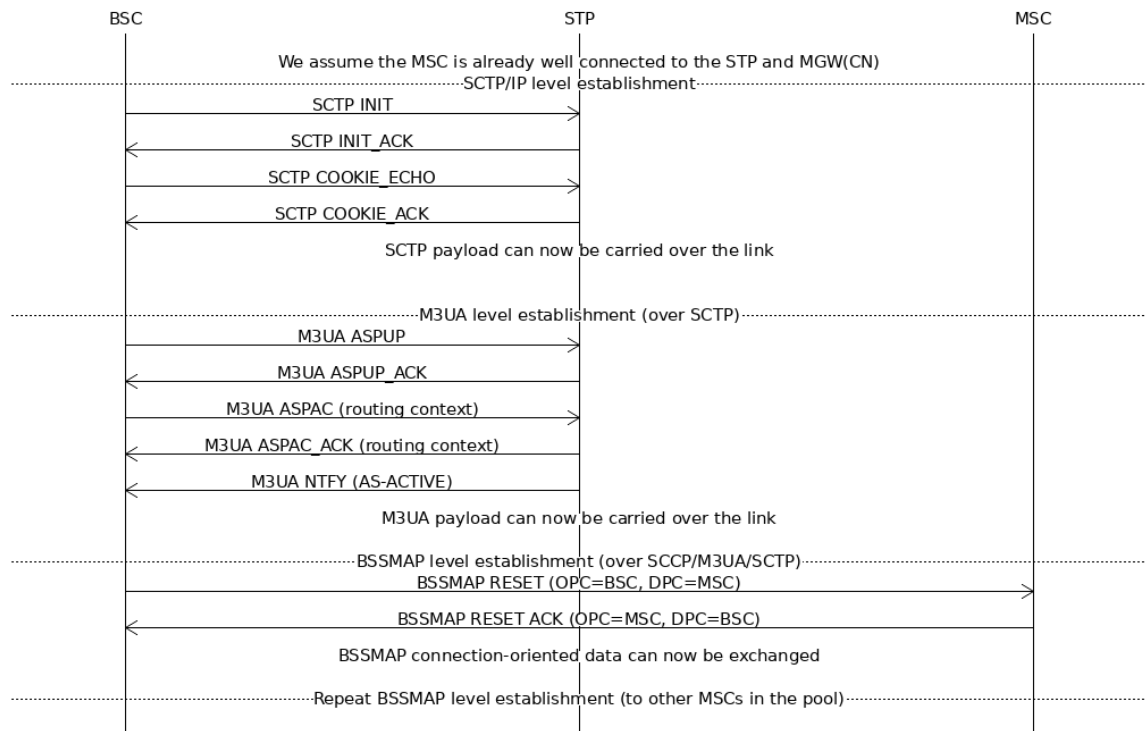 BSC STP MSC
We assume the MSC is already well connected to the STP and MGW(CN)
SCTP/IP level establishment
SCTP INIT
SCTP INIT_ACK
SCTP COOKIE_ECHO
SCTP COOKIE_ACK
SCTP payload can now be carried over the link
M3UA level establishment (over SCTP)
M3UA ASPUP
M3UA ASPUP_ACK
M3UA ASPAC (routing context)
M3UA ASPAC_ACK (routing context)
M3UA NTFY (AS-ACTIVE)
M3UA payload can now be carried over the link
BSSMAP level establishment (over SCCP/M3UA/SCTP)
BSSMAP RESET (OPC=BSC, DPC=MSC)
BSSMAP RESET ACK (OPC=MSC, DPC=BSC)
BSSMAP connection-oriented data can now be exchanged
Repeat BSSMAP level establishment (to other MSCs in the pool)